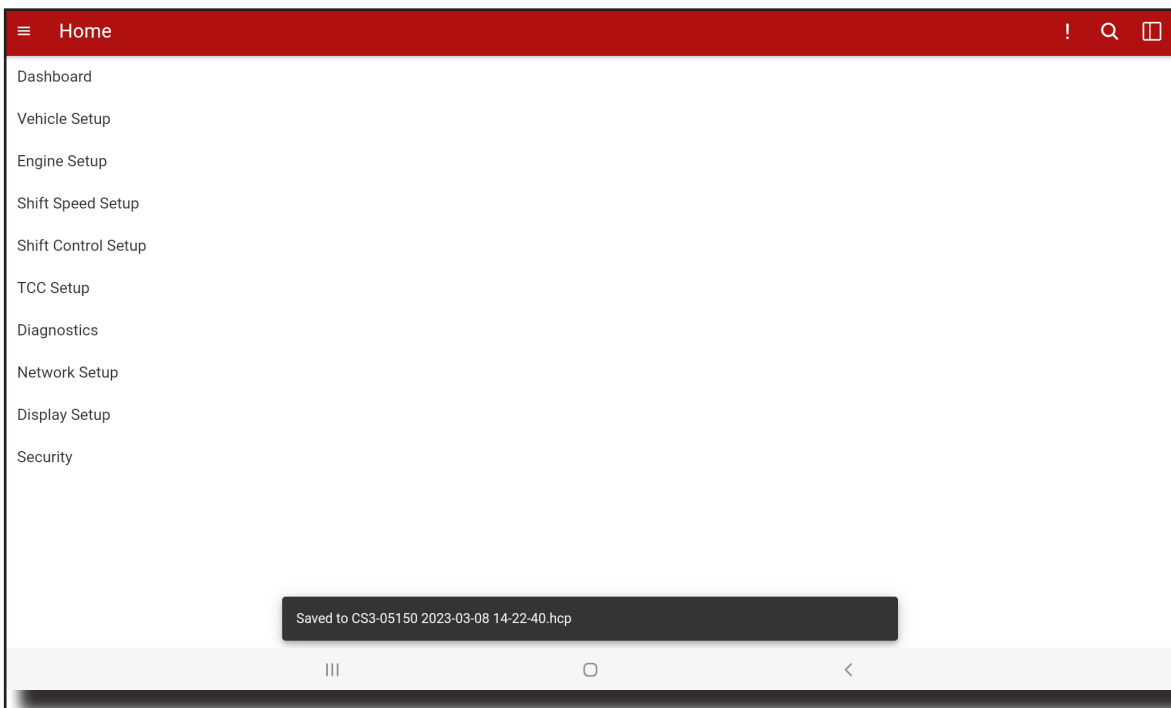 Home
Dashboard
Vehicle Setup
Engine Setup
Shift Speed Setup
Shift Control Setup
TCC Setup
Diagnostics
Network Setup
Display Setup
Security
Saved to CS3-05150 2023-03-08 14-22-40.hcp